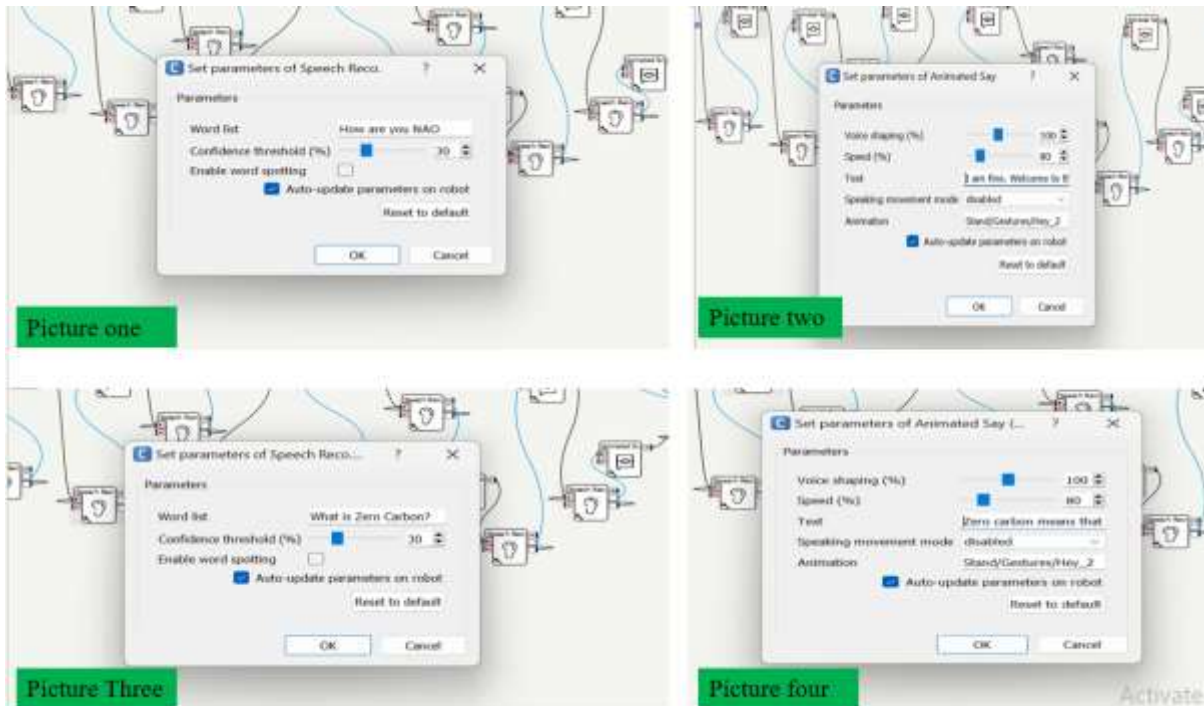 Set parameters of Speech Reco.
Parameters
Word list How are you NAO
Confidence threshold (%) 30
Enable word spotting
Auto-update parameters on robot
Reset to default
OK Cancel
Picture one
Set parameters of Animated Say
Parameters
Voice shaping (%) 100
Speed (%) 80
Text I am fine. Welcome to
Speaking movement mode disabled
Animation Stand/Gestures/Hey_2
Auto-update parameters on robot
Reset to default
OK Cancel
Picture two
Set parameters of Speech Reco...
Parameters
Word list What is Zero Carbon?
Confidence threshold (%) 30
Enable word spotting
Auto-update parameters on robot
Reset to default
OK Cancel
Picture Three
Set parameters of Animated Say (...
Parameters
Voice shaping (%) 100
Speed (%) 80
Text Zero carbon means that
Speaking movement mode disabled
Animation Stand/Gestures/Hey_2
Auto-update parameters on robot
Reset to default
OK Cancel
Picture four
Activate